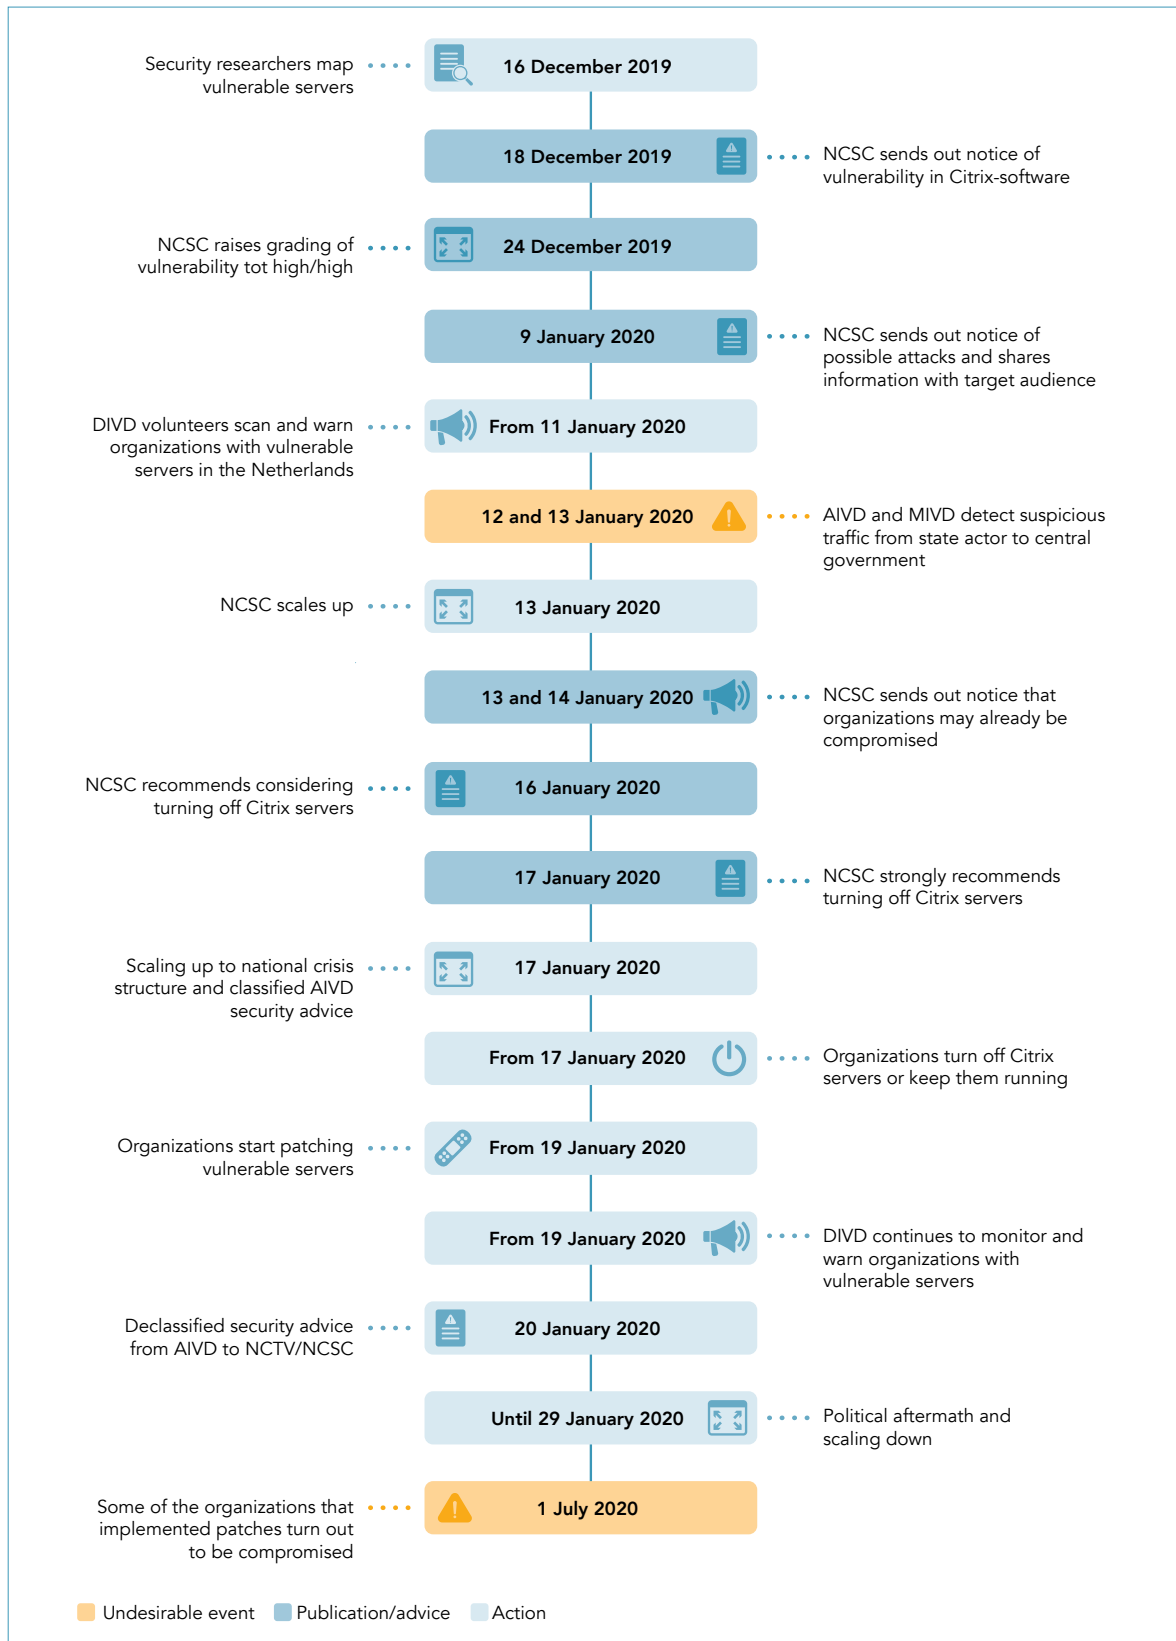 Security researchers map
vulnerable servers
16 December 2019
18 December 2019
NCSC sends out notice of
vulnerability in Citrix-software
NCSC raises grading of
vulnerability tot high/high
24 December 2019
9 January 2020
NCSC sends out notice of
possible attacks and shares
information with target audience
DIVD volunteers scan and warn
organizations with vulnerable
servers in the Netherlands
From 11 January 2020
12 and 13 January 2020
AIVD and MIVD detect suspicious
traffic from state actor to central
government
NCSC scales up
13 January 2020
13 and 14 January 2020
NCSC sends out notice that
organizations may already be
compromised
NCSC recommends considering
turning off Citrix servers
16 January 2020
17 January 2020
NCSC strongly recommends
turning off Citrix servers
Scaling up to national crisis
structure and classified AIVD
security advice
17 January 2020
From 17 January 2020
Organizations turn off Citrix
servers or keep them running
Organizations start patching
vulnerable servers
From 19 January 2020
From 19 January 2020
DIVD continues to monitor and
warn organizations with
vulnerable servers
Declassified security advice
from AIVD to NCTV/NCSC
20 January 2020
Until 29 January 2020
Political aftermath and
scaling down
Some of the organizations that
implemented patches turn out
to be compromised
1 July 2020
Undesirable event
Publication/advice
Action